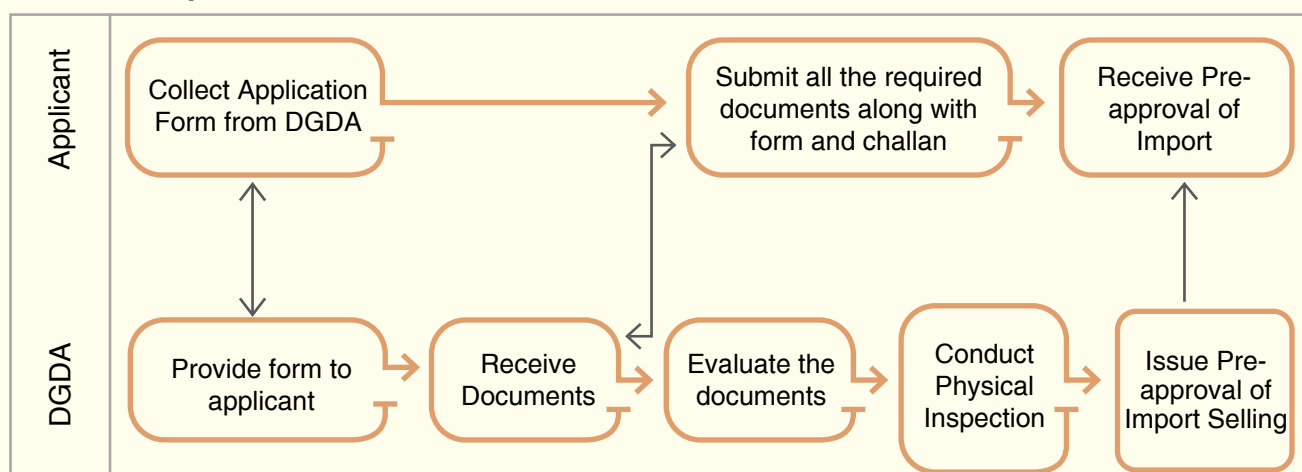 Applicant
Collect Application
Form from DGDA
Submit all the required
documents along with
form and challan
Receive Pre-
approval of
Import
DGDA
Provide form to
applicant
Receive
Documents
Evaluate the
documents
Conduct
Physical
Inspection
Issue Pre-
approval of
Import Selling